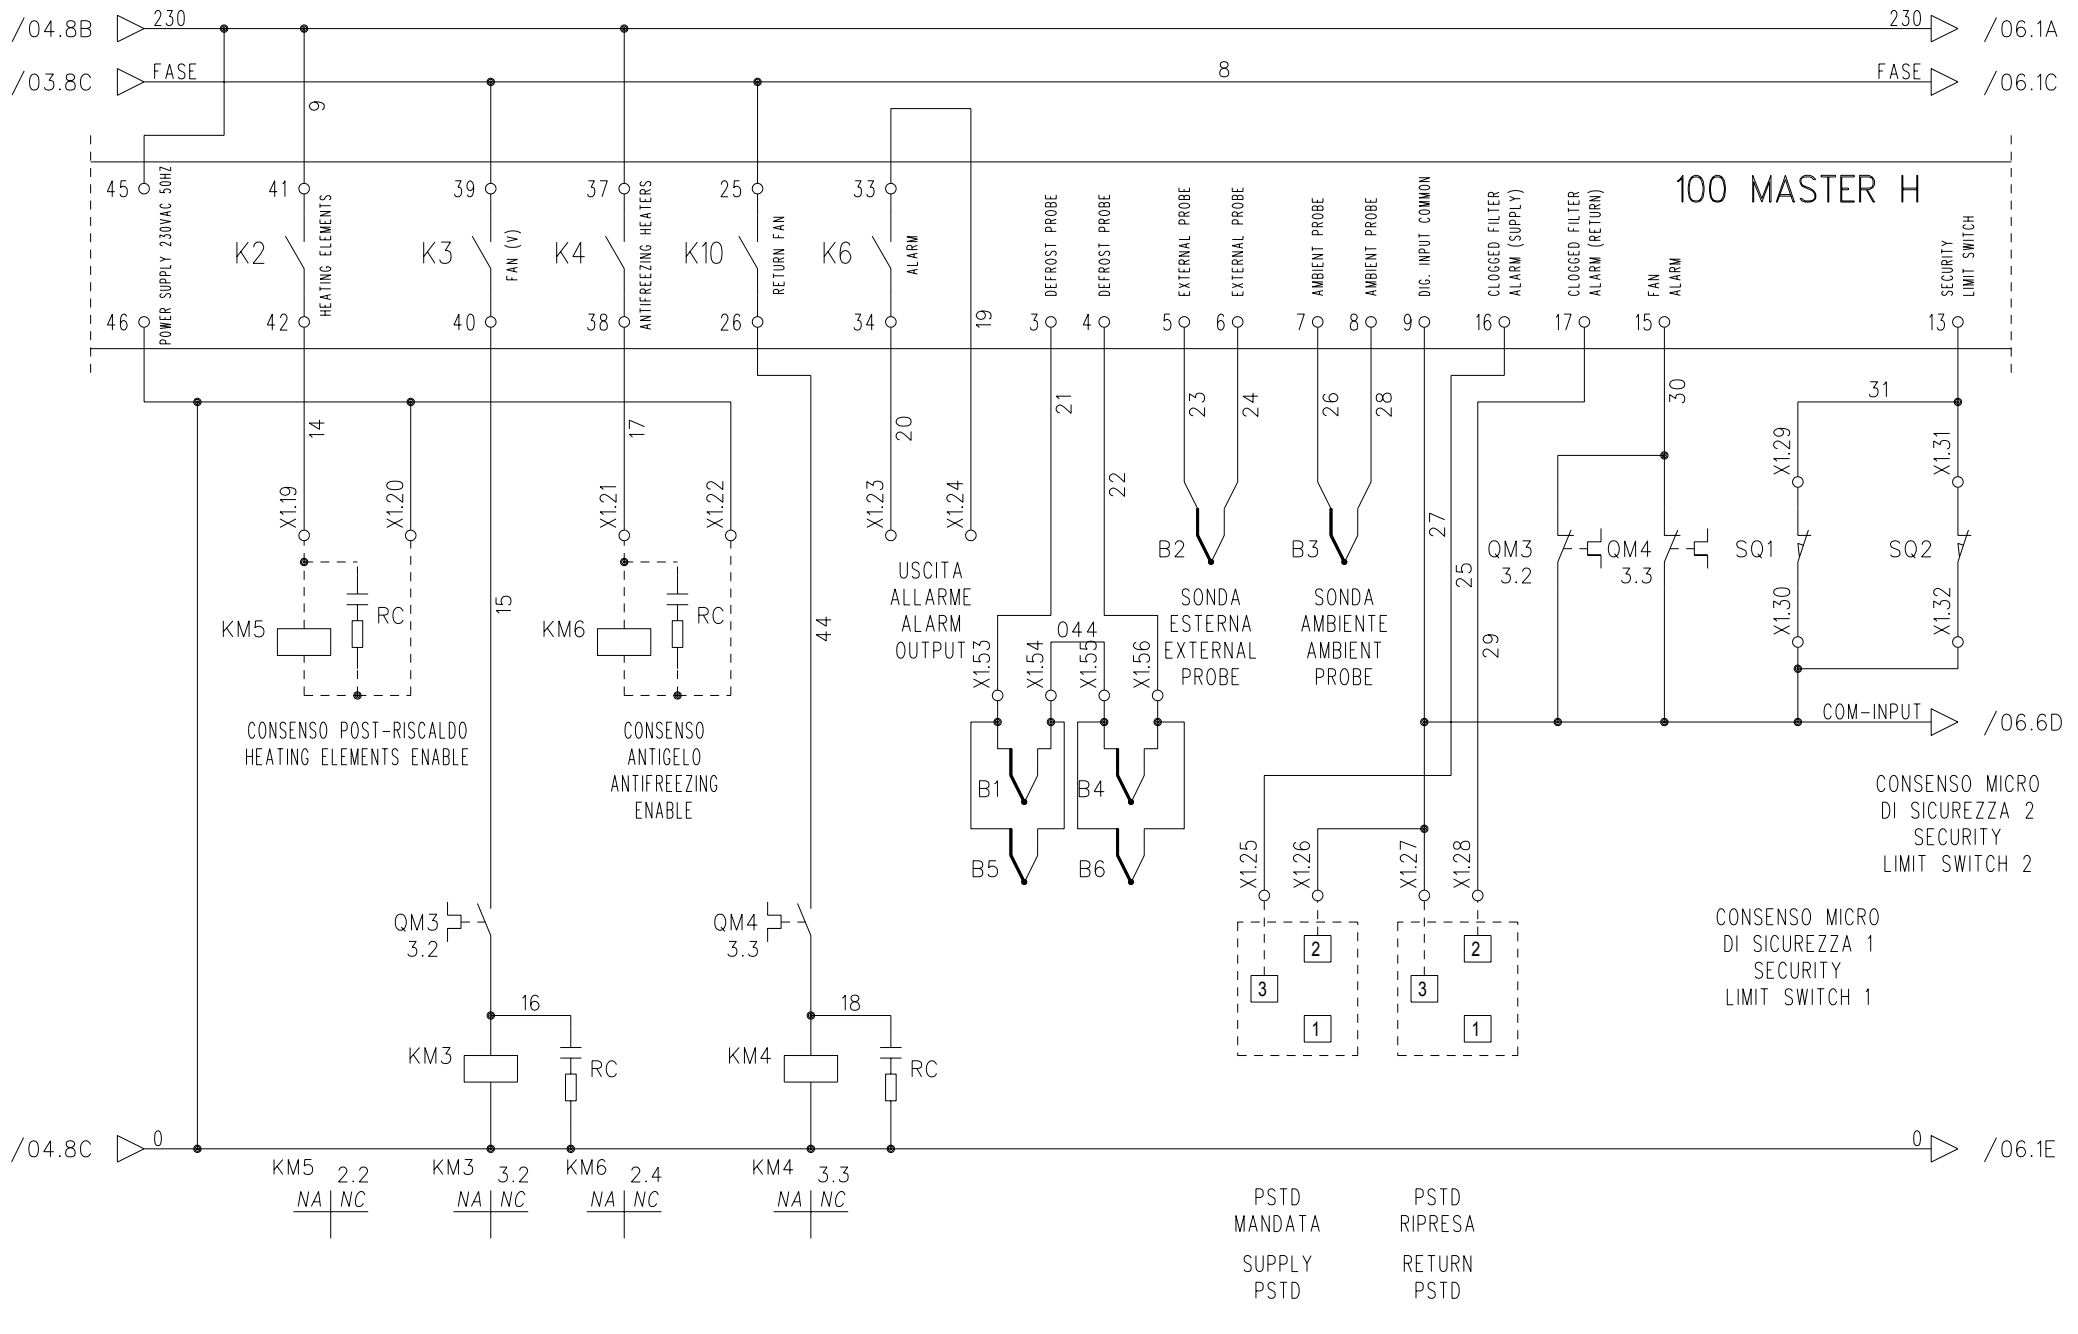 /04.8B 230 230 /06.1A
/03.8C FASE 8 FASE /06.1C
9
100 MASTER H
45 41 39 37 25 33
POWER SUPPLY 230VAC 50HZ
K2 HEATING ELEMENTS
K3 FAN (V)
K4 ANTIFREEZING HEATERS
K10 RETURN FAN
K6 ALARM
19
DEFROST PROBE
DEFROST PROBE
EXTERNAL PROBE
EXTERNAL PROBE
AMBIENT PROBE
AMBIENT PROBE
DIG. INPUT COMMON
CLOGGED FILTER
ALARM (SUPPLY)
CLOGGED FILTER
ALARM (RETURN)
FAN
ALARM
SECURITY
LIMIT SWITCH
46 42 40 38 26 34 3 4 5 6 7 8 9 16 17 15 13
14 17 20 21 23 24 26 28 30 31
X1.19 X1.20 X1.21 X1.22 X1.23 X1.24 22 27 X1.29 X1.31
B2 B3 QM3 QM4 SQ1 SQ2
3.2 3.3
USCITA
ALLARME
ALARM
OUTPUT
SONDA
ESTERNA
EXTERNAL
PROBE
SONDA
AMBIENTE
AMBIENT
PROBE
15 44 25 29
KM5 RC KM6 RC
044
X1.53 X1.54 X1.55 X1.56 X1.30 X1.32
CONSENSO POST-RISCALDO
HEATING ELEMENTS ENABLE
CONSENSO
ANTIGELO
ANTIFREEZING
ENABLE
COM-INPUT /06.6D
B1 B4
B5 B6
X1.25 X1.26 X1.27 X1.28
CONSENSO MICRO
DI SICUREZZA 2
SECURITY
LIMIT SWITCH 2
CONSENSO MICRO
DI SICUREZZA 1
SECURITY
LIMIT SWITCH 1
QM3 QM4
3.2 3.3
2 2
3 3
1 1
16 18
KM3 RC KM4 RC
/04.8C 0 0 /06.1E
KM5 2.2
NA NC
KM3 3.2
NA NC
KM6 2.4
NA NC
KM4 3.3
NA NC
PSTD
MANDATA
SUPPLY
PSTD
PSTD
RIPRESA
RETURN
PSTD